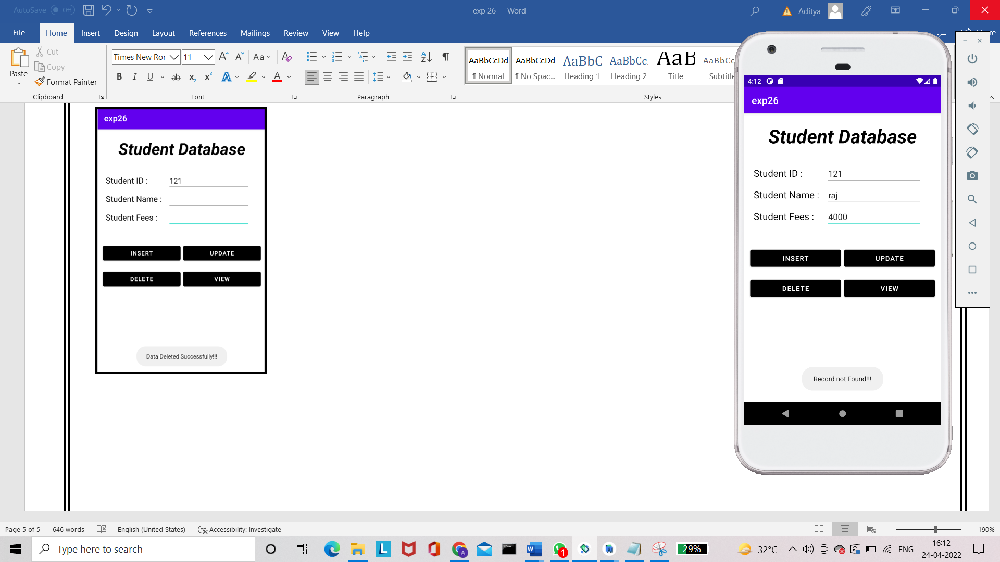 AutoSave Off
exp 26 - Word
Aditya
File Home Insert Design Layout References Mailings Review View Help
Paste
Cut
Copy
Format Painter
Clipboard
Times New Ror 11
Font
Paragraph
AaBbCcDd
¶ Normal
AaBbCcDd
¶ No Spac...
AaBbC
Heading 1
AaBbCc
Heading 2
AaB
Title
AaBbCc
Subtitle
Styles
exp26
Student Database
Student ID : 121
Student Name :
Student Fees :
INSERT UPDATE
DELETE VIEW
Data Deleted Successfully!!!
4:12
exp26
Student Database
Student ID : 121
Student Name : raj
Student Fees : 4000
INSERT UPDATE
DELETE VIEW
Record not Found!!!
Page 5 of 5 646 words English (United States) Accessibility: Investigate 190%
Type here to search
1
29%
32°C
ENG
16:12
24-04-2022